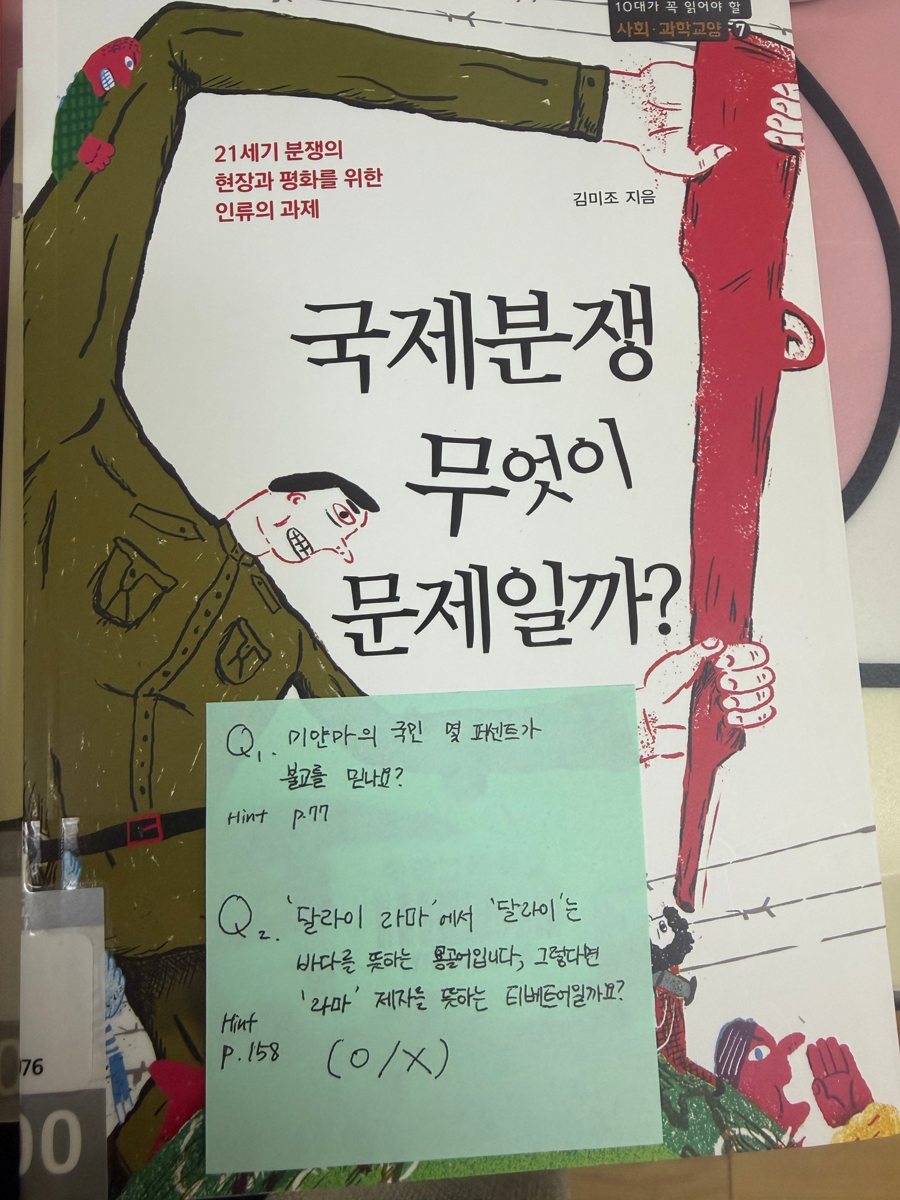 10대가 꼭 읽어야 할
사회·과학교양 7
21세기 분쟁의
현장과 평화를 위한
인류의 과제
김미조 지음
국제분쟁
무엇이
문제일까?
Q1. 미얀마의 국민 몇 퍼센트가
불교를 믿나요?
Hint p.77
Q2. '달라이 라마'에서 '달라이'는
바다를 뜻하는 몽골어입니다, 그렇다면
'라마' 제자를 뜻하는 티베트어일까요?
Hint
p.158 (O/X)
76
00